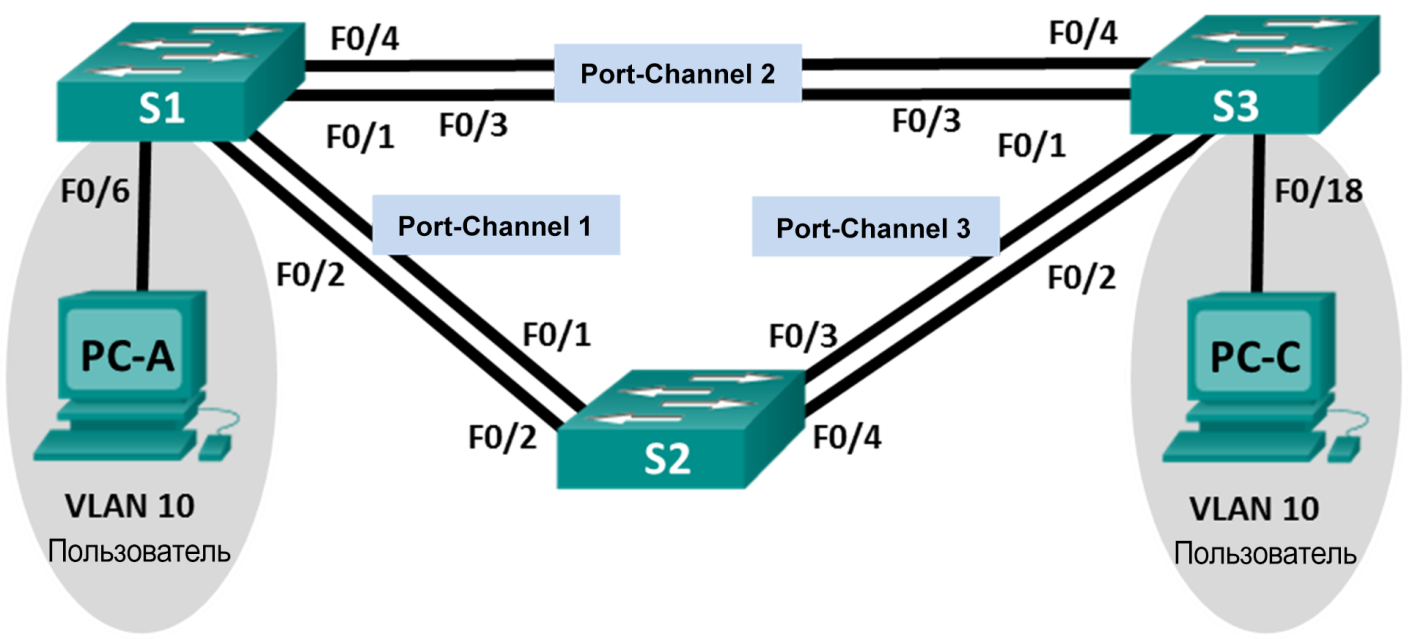 F0/4
F0/4
Port-Channel 2
S1
S3
F0/1
F0/3
F0/3
F0/1
F0/6
F0/18
Port-Channel 1
Port-Channel 3
F0/2
F0/2
F0/1
F0/3
PC-A
PC-C
F0/2
S2
F0/4
VLAN 10
Пользователь
VLAN 10
Пользователь